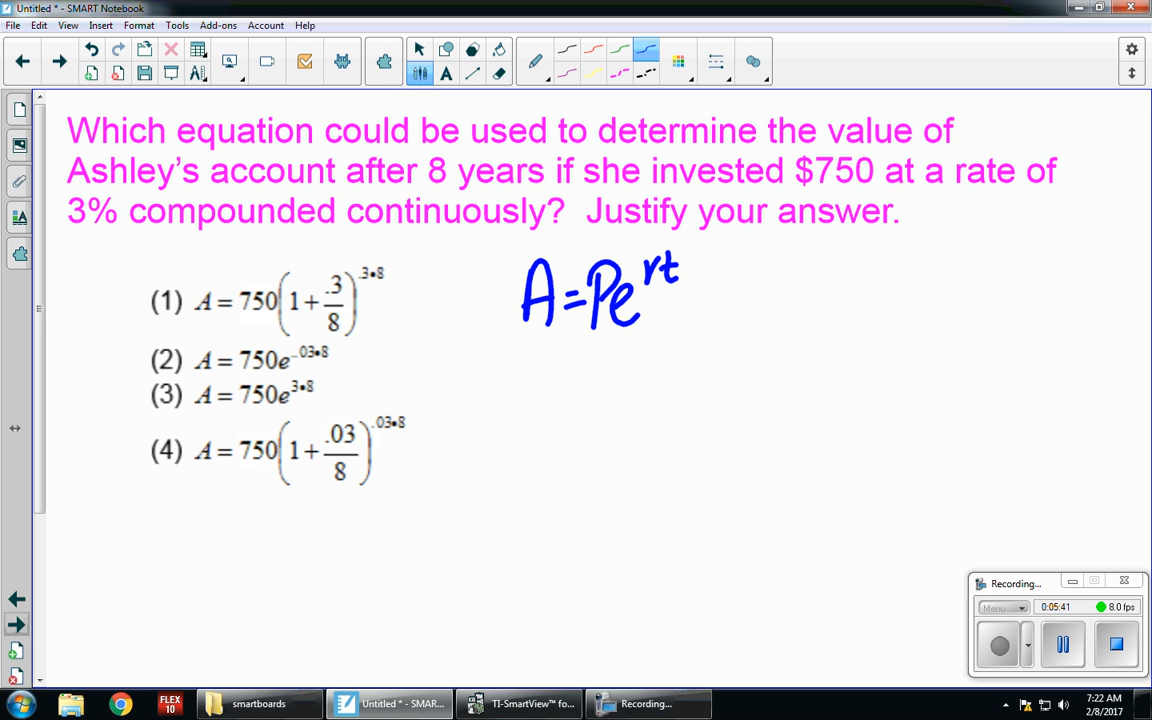 Untitled * - SMART Notebook
File Edit View Insert Format Tools Add-ons Account Help
Which equation could be used to determine the value of
Ashley’s account after 8 years if she invested $750 at a rate of
3% compounded continuously? Justify your answer.
A=Pe^rt
(1) A = 750(1 + .3/8)^.3•8
(2) A = 750e^.03•8
(3) A = 750e^3•8
(4) A = 750(1 + .03/8)^.03•8
Recording...
Menu
0:05:41
8.0 fps
FLEX
10
smartboards
Untitled * - SMAR...
TI-SmartView™ fo...
Recording...
7:22 AM
2/8/2017